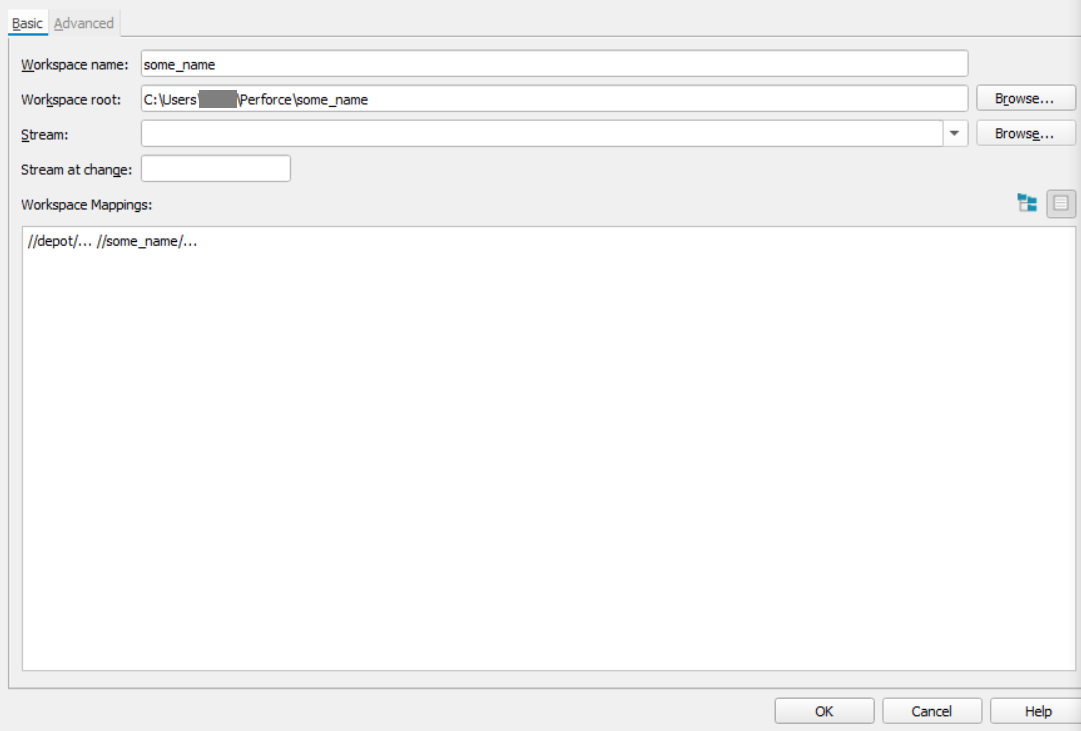 Basic Advanced
Workspace name: some_name
Workspace root: C:\Users\ \Perforce\some_name Browse...
Stream: Browse...
Stream at change:
Workspace Mappings:
//depot/... //some_name/...
OK Cancel Help